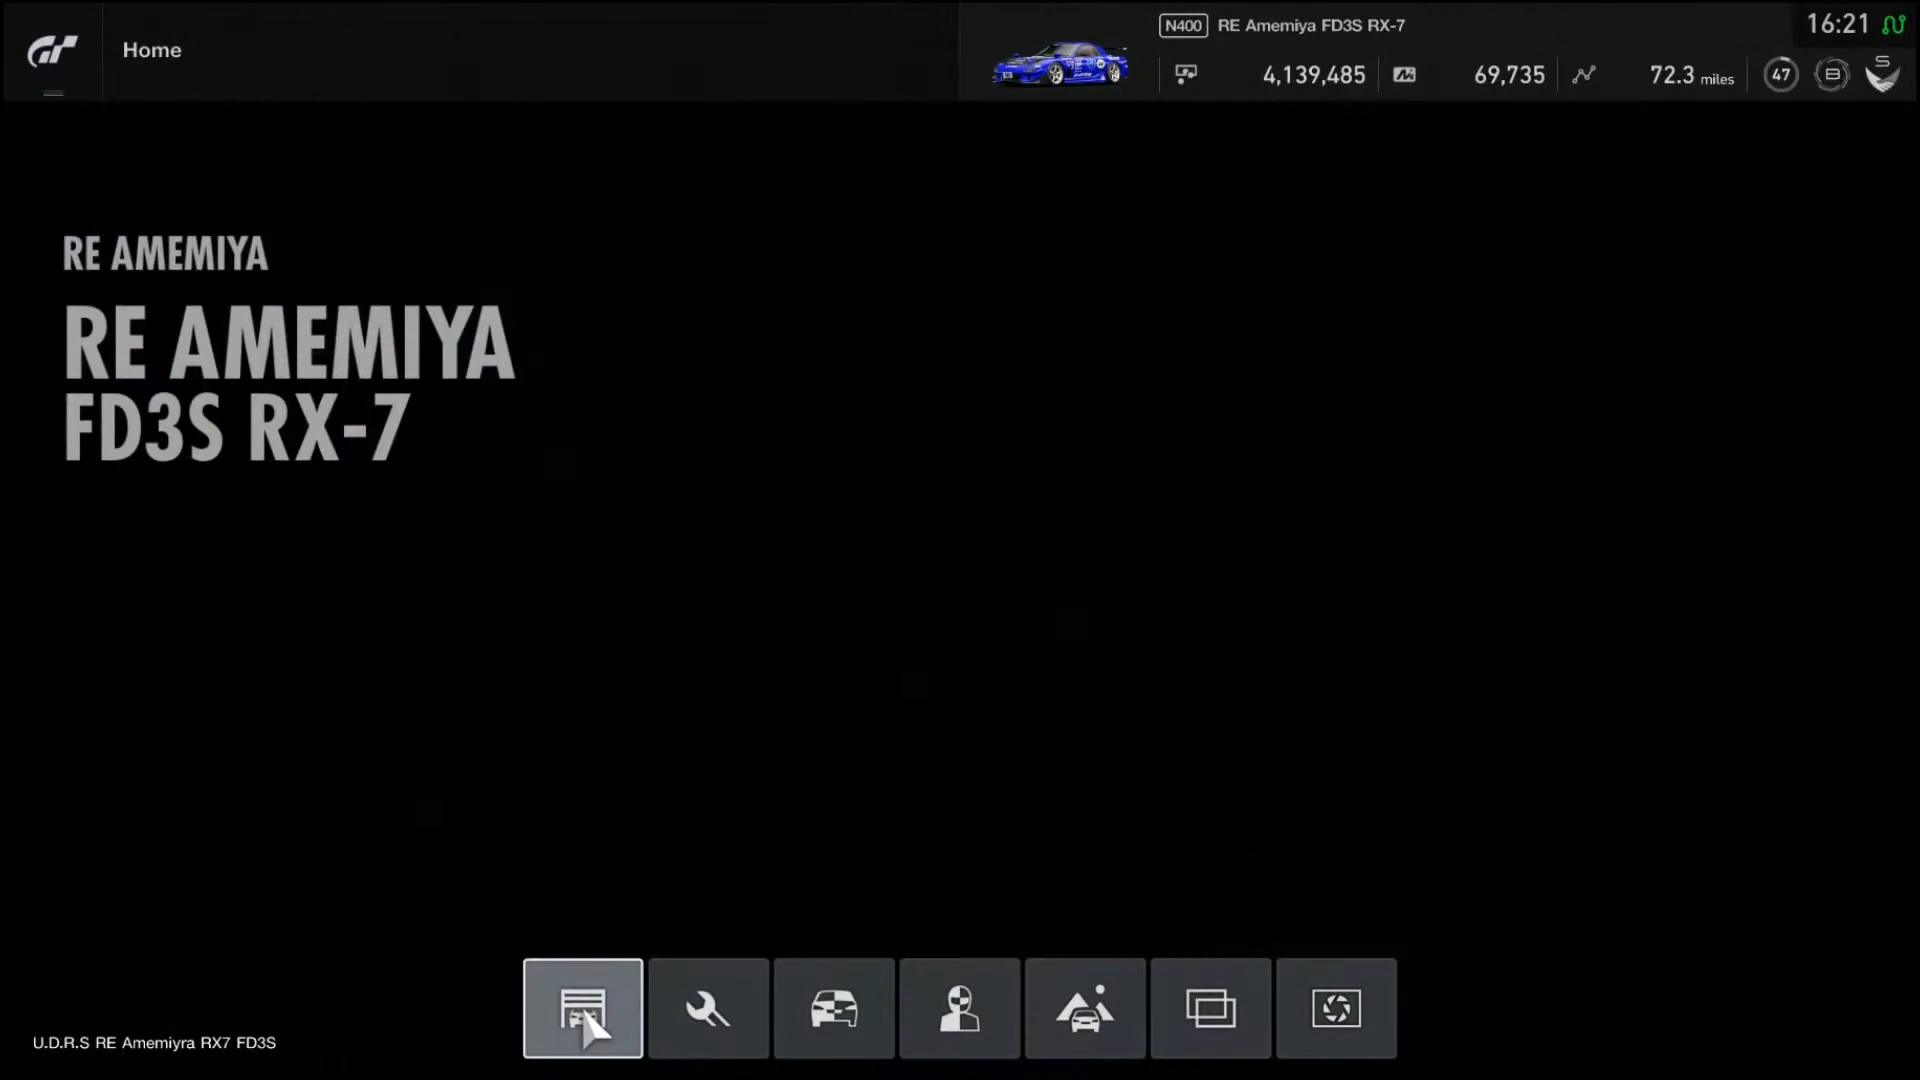 Home
N400 RE Amemiya FD3S RX-7
16:21
4,139,485
69,735
72.3 miles
47
B
S
RE AMEMIYA
RE AMEMIYA
FD3S RX-7
U.D.R.S RE Amemiyra RX7 FD3S